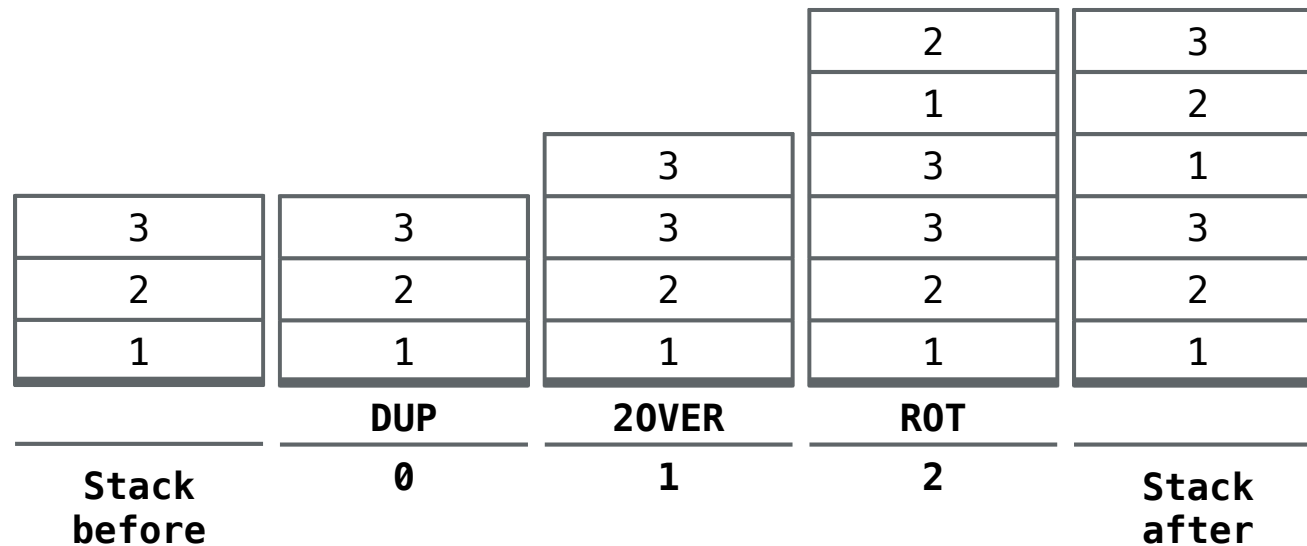 2 3
1 2
3 3 1
3 3 3 3 3
2 2 2 2 2
1 1 1 1 1
DUP 2OVER ROT
0 1 2
Stack before Stack after